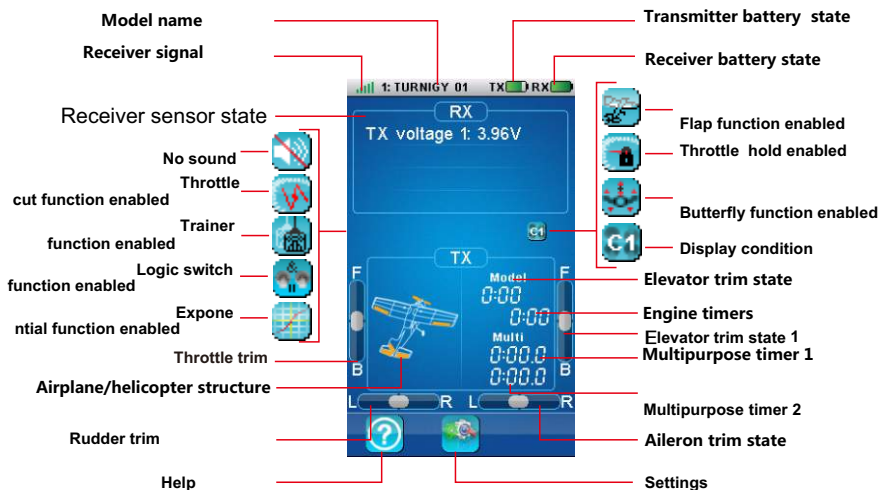 Model name
Receiver signal
Transmitter battery state
Receiver battery state
1: TURNIGY 01 TX RX
Receiver sensor state
RX
TX voltage 1: 3.96V
No sound
Throttle
cut function enabled
Trainer
function enabled
Logic switch
function enabled
&
Expone
ntial function enabled
Throttle trim
Airplane/helicopter structure
Rudder trim
Help
Flap function enabled
Throttle hold enabled
Butterfly function enabled
C1
Display condition
C1
TX
F
F
Model
0:00
0:00
Multi
0:00.0
0:00.0
B
B
L R L R
?
Elevator trim state
Engine timers
Elevator trim state 1
Multipurpose timer 1
Multipurpose timer 2
Aileron trim state
Settings